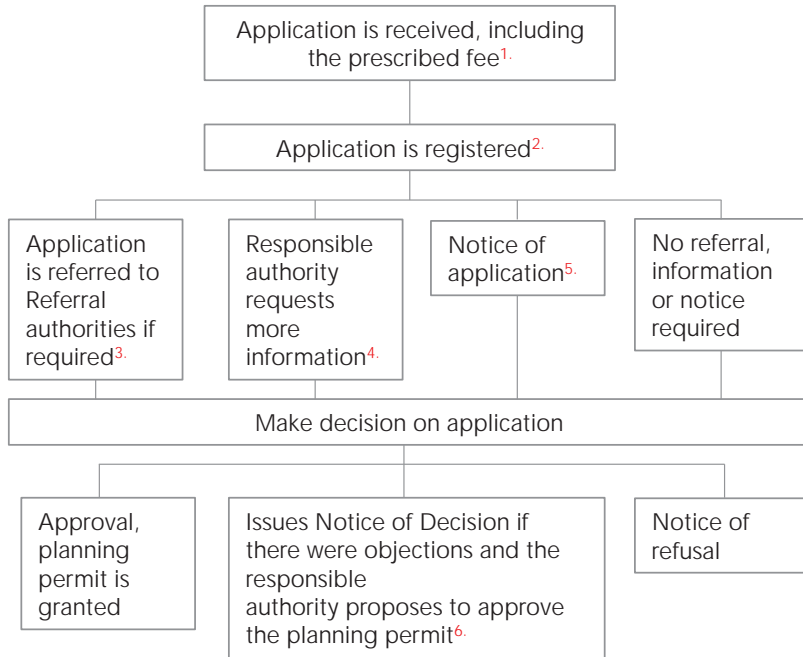 Application is received, including
the prescribed fee1.
Application is registered2.
Application
is referred to
Referral
authorities if
required3.
Responsible
authority
requests
more
information4.
Notice of
application5.
No referral,
information
or notice
required
Make decision on application
Approval,
planning
permit is
granted
Issues Notice of Decision if
there were objections and the
responsible
authority proposes to approve
the planning permit6.
Notice of
refusal